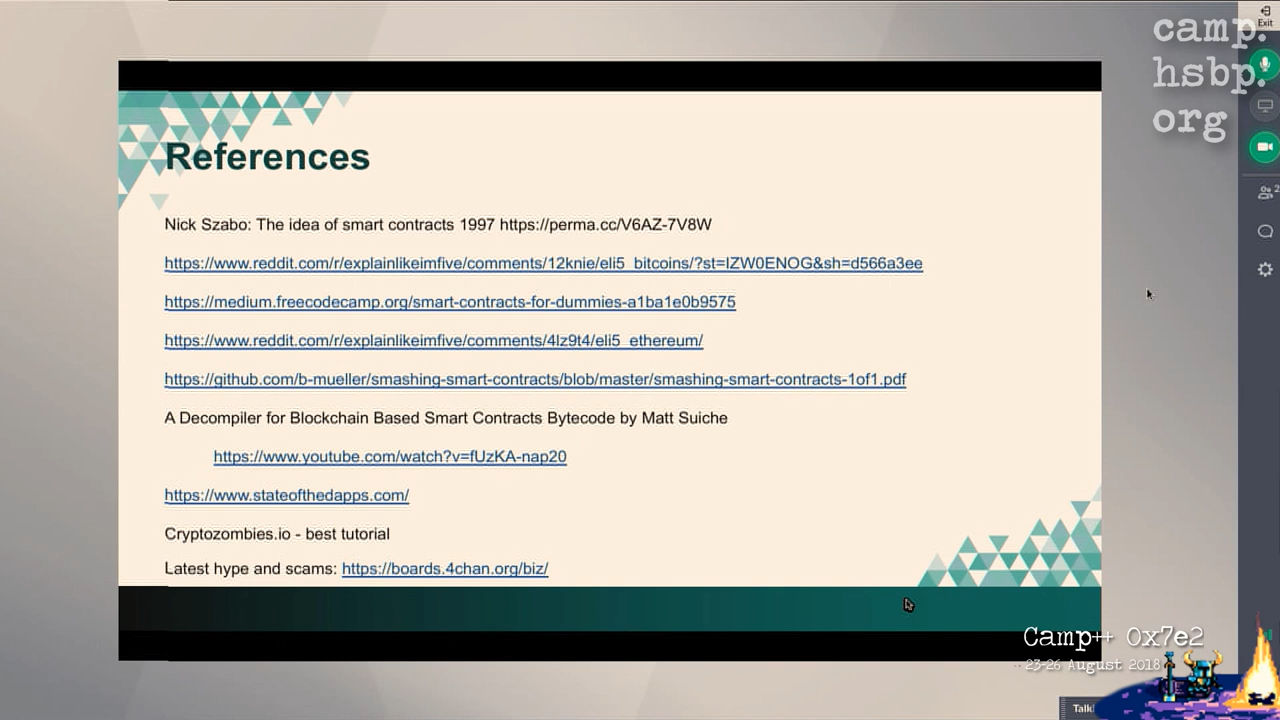 References
Nick Szabo: The idea of smart contracts 1997 https://perma.cc/V6AZ-7V8W
https://www.reddit.com/r/explainlikeimfive/comments/12knie/eli5_bitcoins/?st=IZW0ENOG&sh=d566a3ee
https://medium.freecodecamp.org/smart-contracts-for-dummies-a1ba1e0b9575
https://www.reddit.com/r/explainlikeimfive/comments/4lz9t4/eli5_ethereum/
https://github.com/b-mueller/smashing-smart-contracts/blob/master/smashing-smart-contracts-1of1.pdf
A Decompiler for Blockchain Based Smart Contracts Bytecode by Matt Suiche
https://www.youtube.com/watch?v=fUzKA-nap20
https://www.stateofthedapps.com/
Cryptozombies.io - best tutorial
Latest hype and scams: https://boards.4chan.org/biz/
camp.
hsbp.
org
Exit
2
Camp++ 0x7e2
23-26 August 2018
Talk